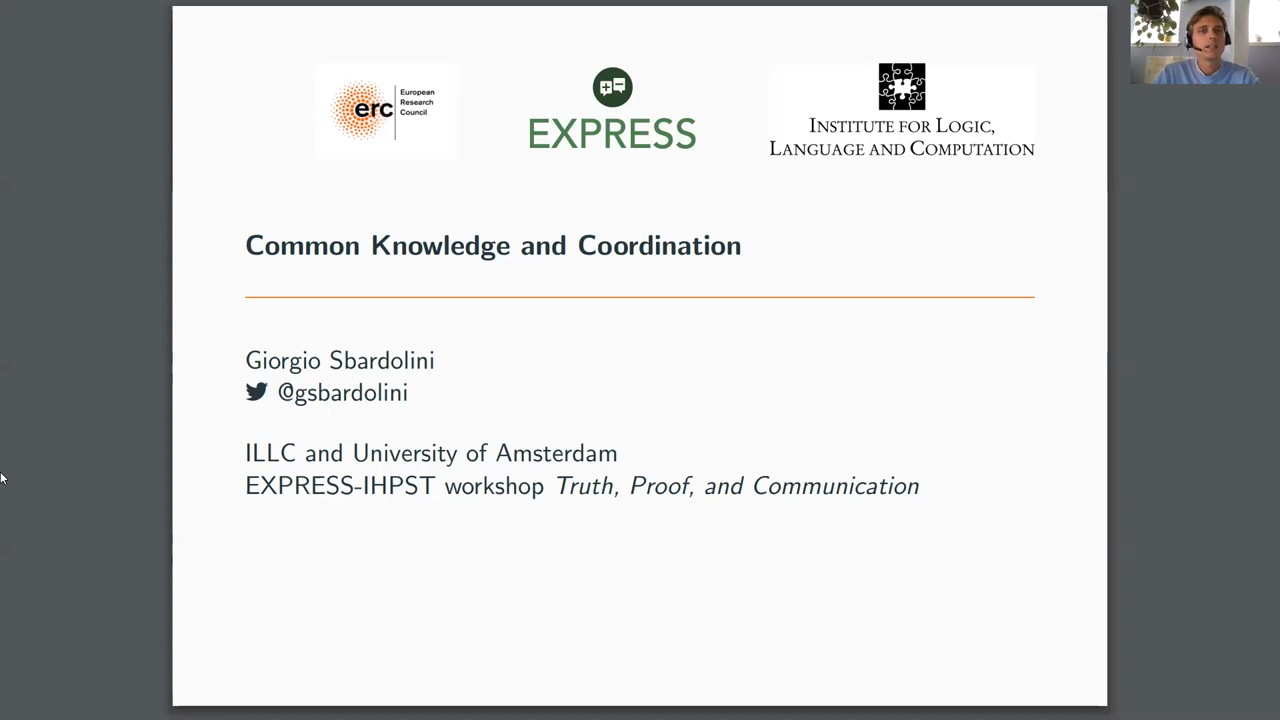 erc
European
Research
Council
EXPRESS
INSTITUTE FOR LOGIC,
LANGUAGE AND COMPUTATION
Common Knowledge and Coordination
Giorgio Sbardolini
@gsbardolini
ILLC and University of Amsterdam
EXPRESS-IHPST workshop Truth, Proof, and Communication